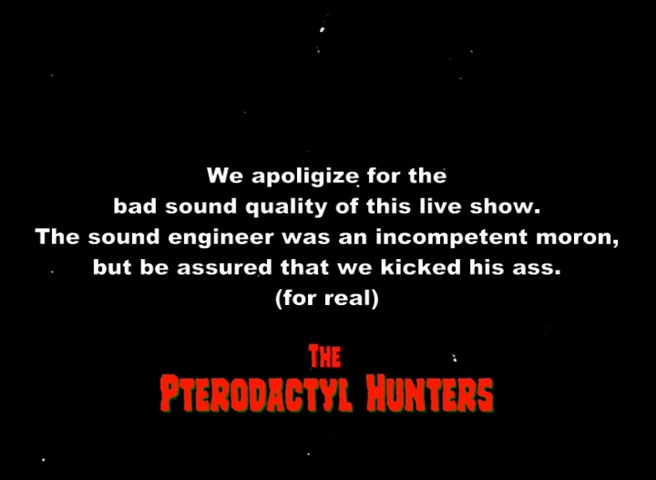 We apoligize for the
bad sound quality of this live show.
The sound engineer was an incompetent moron,
but be assured that we kicked his ass.
(for real)
The
Pterodactyl Hunters